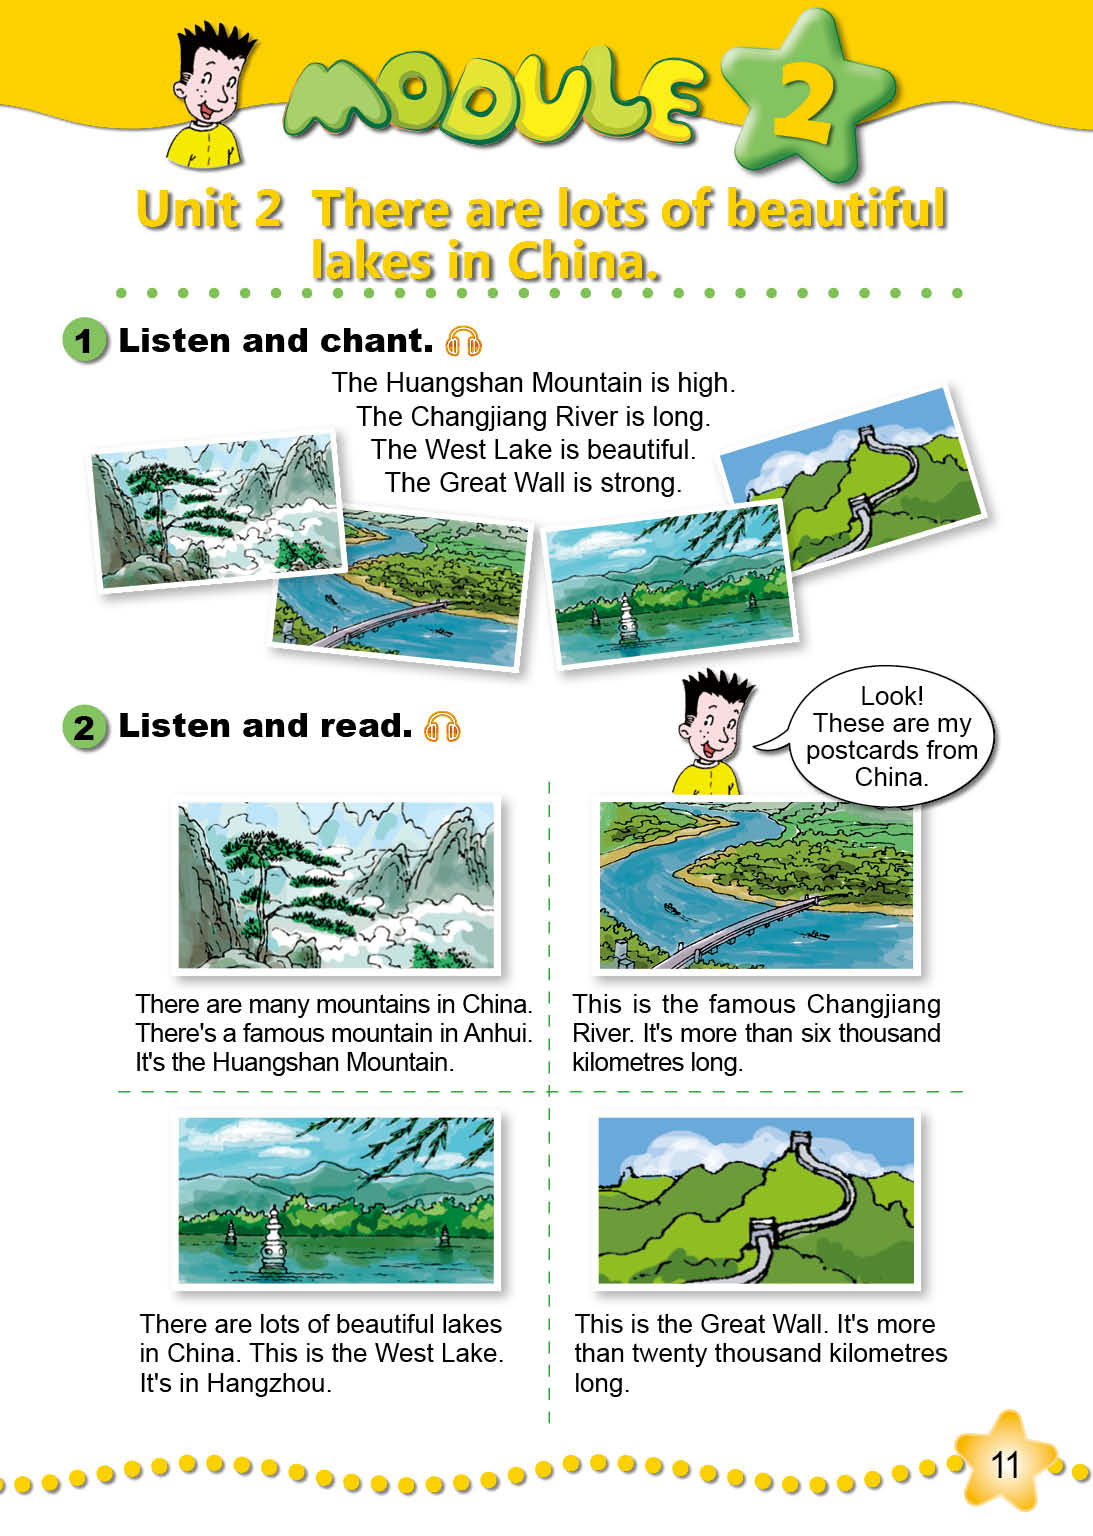 MODULE 2
Unit 2 There are lots of beautiful
lakes in China.
1 Listen and chant.
The Huangshan Mountain is high.
The Changjiang River is long.
The West Lake is beautiful.
The Great Wall is strong.
2 Listen and read.
Look!
These are my
postcards from
China.
There are many mountains in China.
There's a famous mountain in Anhui.
It's the Huangshan Mountain.
This is the famous Changjiang
River. It's more than six thousand
kilometres long.
There are lots of beautiful lakes
in China. This is the West Lake.
It's in Hangzhou.
This is the Great Wall. It's more
than twenty thousand kilometres
long.
11